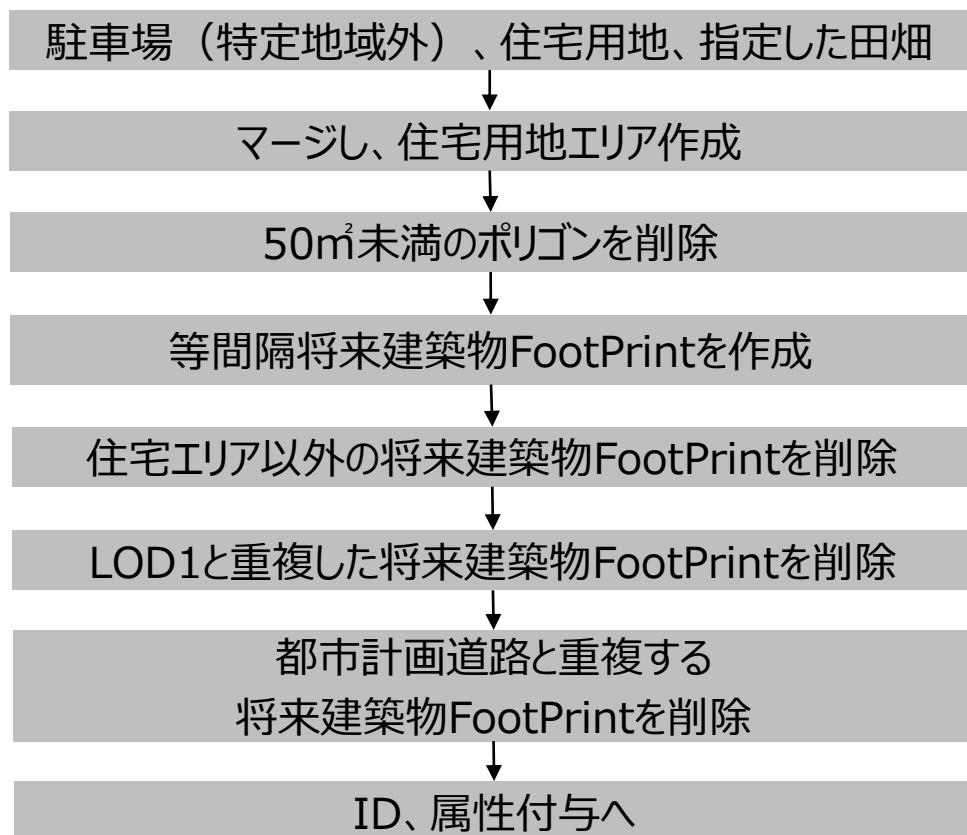 駐車場（特定地域外）、住宅用地、指定した田畑
マージし、住宅用地エリア作成
50㎡未満のポリゴンを削除
等間隔将来建築物FootPrintを作成
住宅エリア以外の将来建築物FootPrintを削除
LOD1と重複した将来建築物FootPrintを削除
都市計画道路と重複する
将来建築物FootPrintを削除
ID、属性付与へ